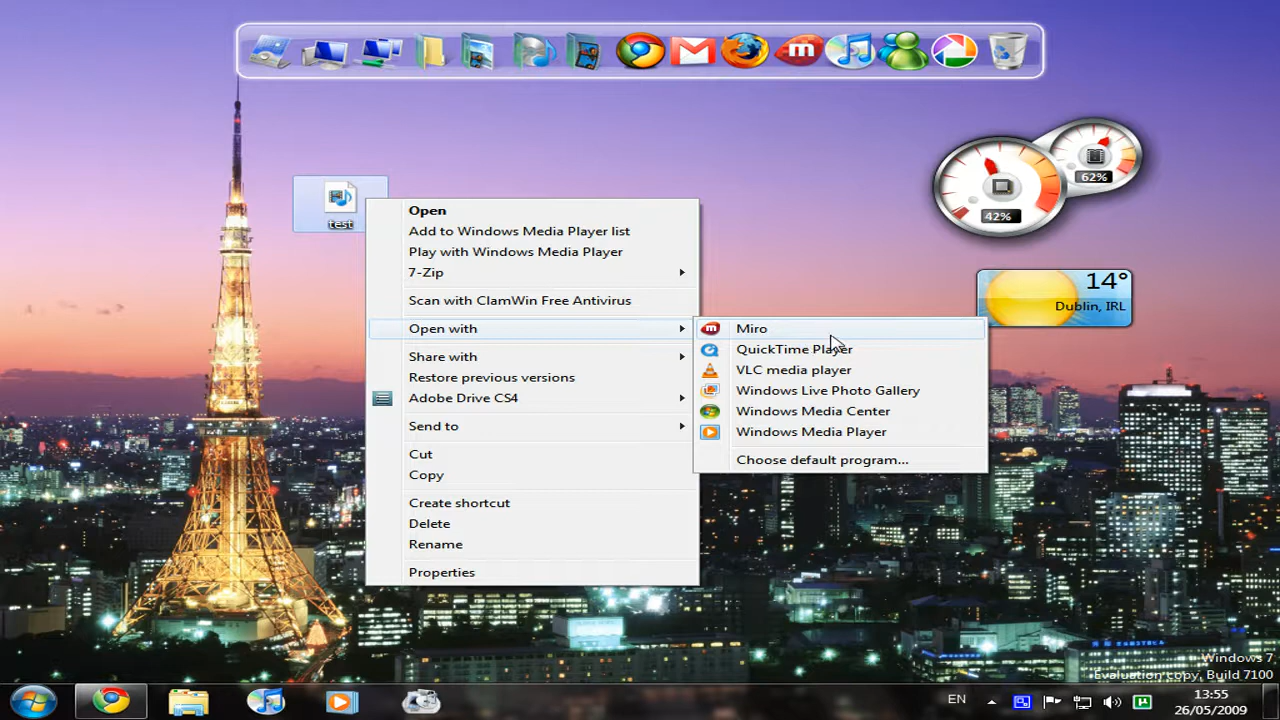 62%
42%
14°
Dublin, IRL
test
Open
Add to Windows Media Player list
Play with Windows Media Player
7-Zip
Scan with ClamWin Free Antivirus
Open with
Share with
Restore previous versions
Adobe Drive CS4
Send to
Cut
Copy
Create shortcut
Delete
Rename
Properties
Miro
QuickTime Player
VLC media player
Windows Live Photo Gallery
Windows Media Center
Windows Media Player
Choose default program...
Windows 7
Evaluation copy, Build 7100
EN
13:55
26/05/2009